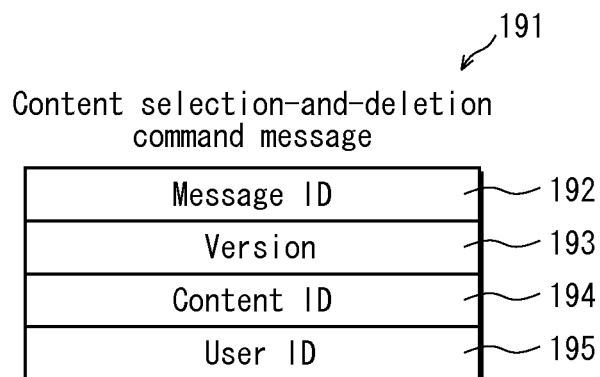 191
Content selection-and-deletion
command message
Message ID 192
Version 193
Content ID 194
User ID 195